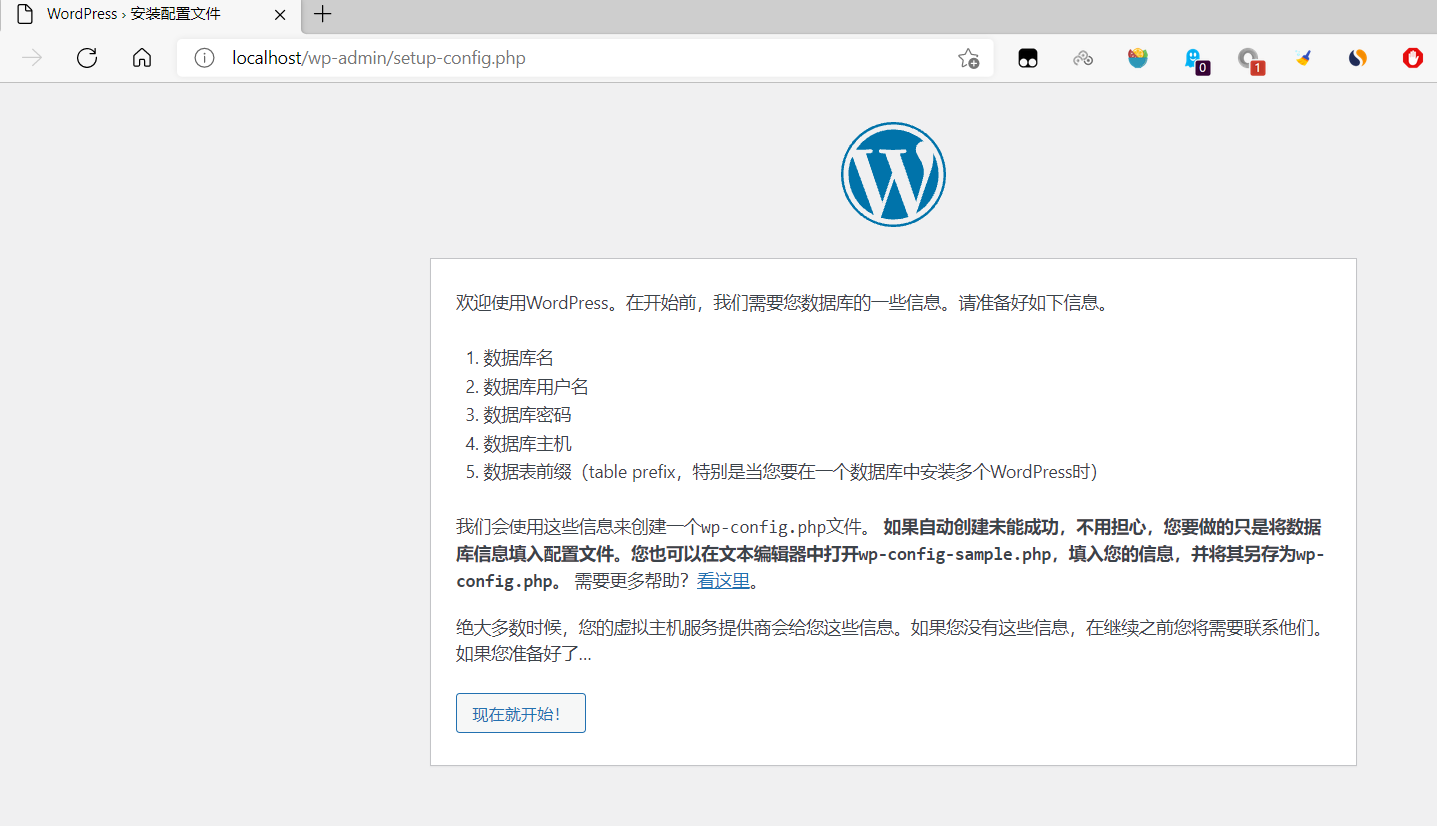 WordPress › 安装配置文件
localhost/wp-admin/setup-config.php
0
1
欢迎使用WordPress。在开始前，我们需要您数据库的一些信息。请准备好如下信息。
1. 数据库名
2. 数据库用户名
3. 数据库密码
4. 数据库主机
5. 数据表前缀（table prefix，特别是当您要在一个数据库中安装多个WordPress时）
我们会使用这些信息来创建一个wp-config.php文件。 如果自动创建未能成功，不用担心，您要做的只是将数据
库信息填入配置文件。您也可以在文本编辑器中打开wp-config-sample.php，填入您的信息，并将其另存为wp-
config.php。 需要更多帮助？看这里。
绝大多数时候，您的虚拟主机服务提供商会给您这些信息。如果您没有这些信息，在继续之前您将需要联系他们。
如果您准备好了…
现在就开始！